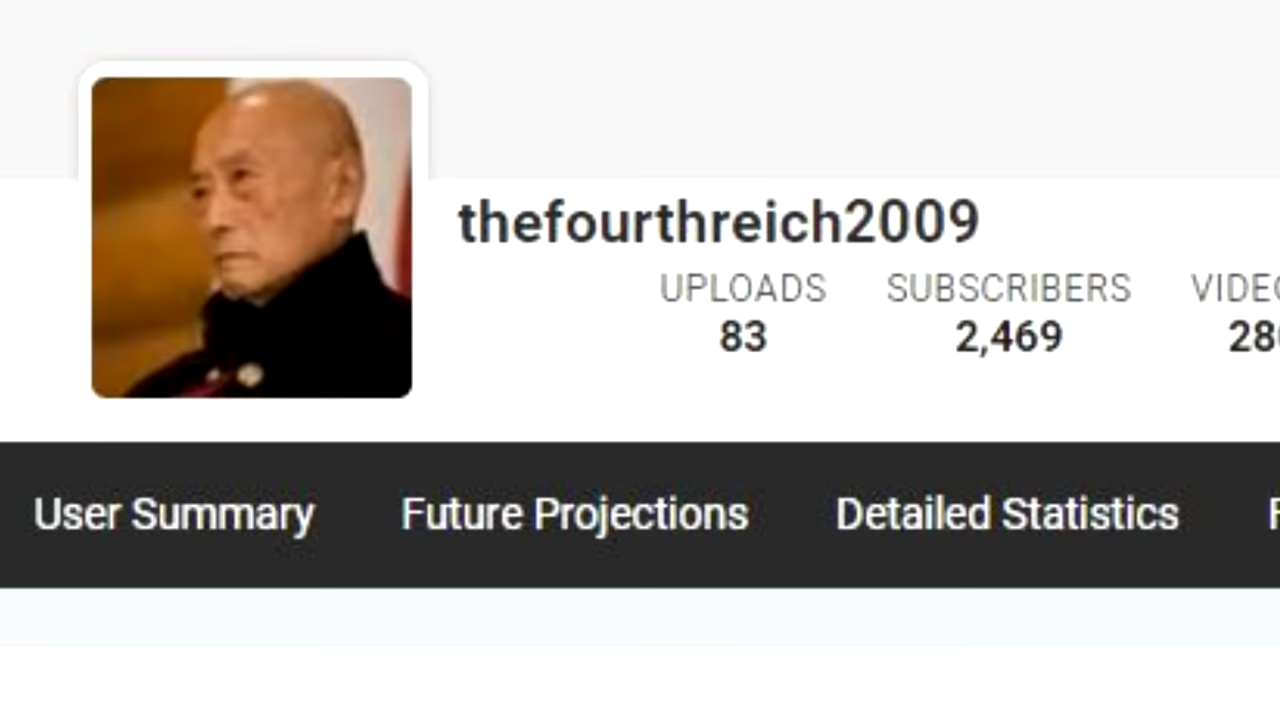 thefourthreich2009
UPLOADS SUBSCRIBERS
83 2,469
User Summary Future Projections Detailed Statistics